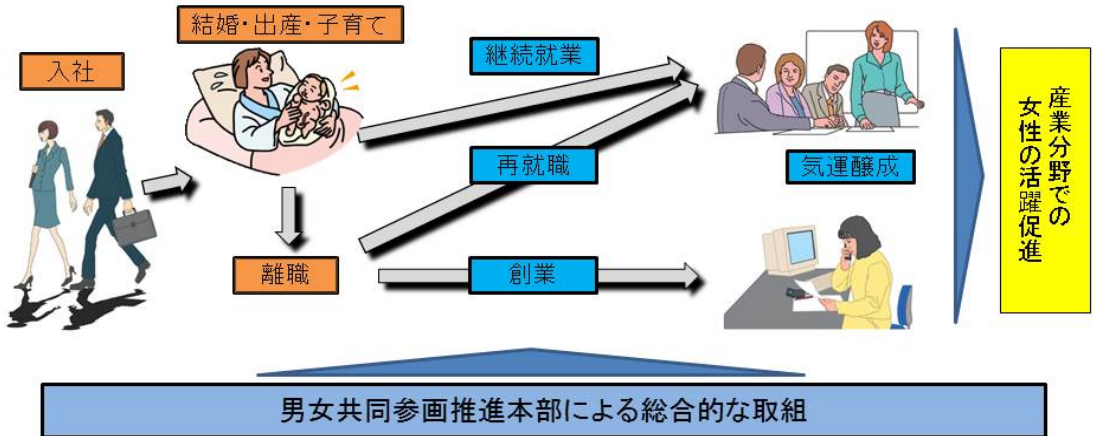 入社
結婚・出産・子育て
継続就業
再就職
気運醸成
離職
創業
産業分野での
女性の活躍促進
男女共同参画推進本部による総合的な取組